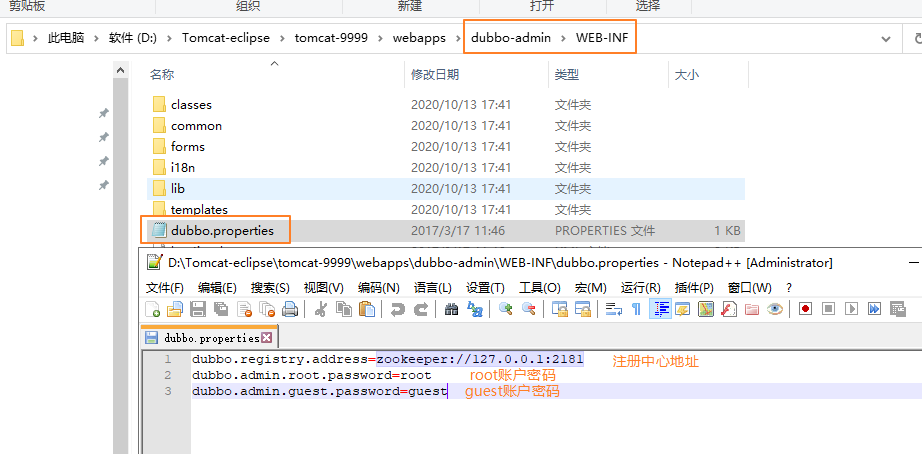 剪贴板 组织 新建 打开 选择
此电脑 › 软件 (D:) › Tomcat-eclipse › tomcat-9999 › webapps › dubbo-admin › WEB-INF
名称 修改日期 类型 大小
classes 2020/10/13 17:41 文件夹
common 2020/10/13 17:41 文件夹
forms 2020/10/13 17:41 文件夹
i18n 2020/10/13 17:41 文件夹
lib 2020/10/13 17:41 文件夹
templates 2020/10/13 17:41 文件夹
dubbo.properties 2017/3/17 11:46 PROPERTIES 文件 1 KB
D:\Tomcat-eclipse\tomcat-9999\webapps\dubbo-admin\WEB-INF\dubbo.properties - Notepad++ [Administrator]
文件(F) 编辑(E) 搜索(S) 视图(V) 编码(N) 语言(L) 设置(T) 工具(O) 宏(M) 运行(R) 插件(P) 窗口(W) ?
dubbo.properties
1 dubbo.registry.address=zookeeper://127.0.0.1:2181 注册中心地址
2 dubbo.admin.root.password=root root账户密码
3 dubbo.admin.guest.password=guest guest账户密码